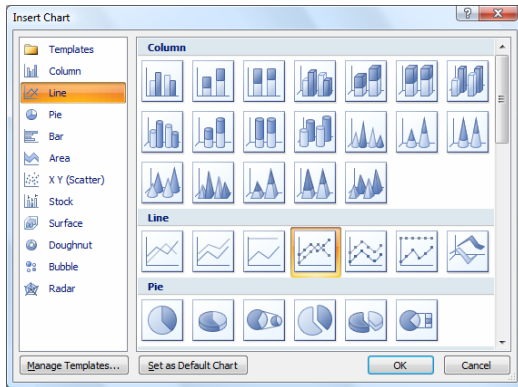 Insert Chart
Templates
Column
Line
Pie
Bar
Area
X Y (Scatter)
Stock
Surface
Doughnut
Bubble
Radar
Column
Line
Pie
Manage Templates...
Set as Default Chart
OK
Cancel